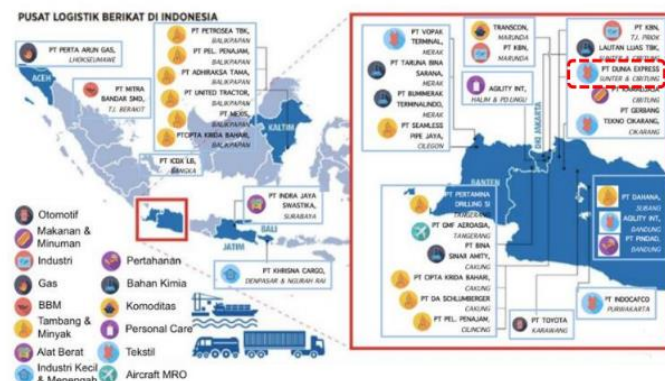 PUSAT LOGISTIK BERIKAT DI INDONESIA
PT PERTA ARUN GAS,
LHOKSEUMAWE
ACEH
PT MITRA
BANDAR SMD,
T.J. BERAKIT
PT PETROSEA TBK,
BALIKPAPAN
PT PEL. PENAJAM,
BALIKPAPAN
PT ADHIRAKSA TAMA,
BALIKPAPAN
PT UNITED TRACTOR,
BALIKPAPAN
BALIKPAPAN
PT CIPTA KRIDA BAHARI,
BALIKPAPAN
KALTIM
PT ICDX LB,
BANGKA
PT INDRA JAYA
SWASTIKA,
SURABAYA
BALI
JATIM
PT KHRISNA CARGO,
DENPASAR & NGURAH RAI
Otomotif
Makanan &
Minuman
Industri
Gas
BBM
Tambang &
Minyak
Alat Berat
Industri Kecil
& Menengah
Pertahanan
Bahan Kimia
Komoditas
Personal Care
Tekstil
Aircraft MRO
PT VOPAK
TERMINAL,
MERAK
PT TARUNA BINA
SARANA,
MERAK
PT BUMIMERAK
TERMINALINDO,
MERAK
PT SEAMLESS
PIPE JAYA,
CILEGON
TRANSCON,
MARUNDA
PT KBN,
MARUNDA
AGILITY INT,
HALIM & PD.UNGU
PT KBN,
T.J. PRIOK
LAUTAN LUAS TBK,
PT DUNIA EXPRESS
SUNTER & CIBITUNG
CIBITUNG
PT GERBANG
TEKNO CIKARANG,
CIKARANG
DKI JAKARTA
BANTEN
PT PERTAMINA
DRILLING SI
TANGERANG
PT GMF AEROASIA,
TANGERANG
PT BINA
SINAR AMITY,
CAKUNG
PT CIPTA KRIDA BAHARI,
CAKUNG
PT DA SCHLUMBERGER
CAKUNG
PT PEL. PENAJAM,
CILINCING
PT TOYOTA
KARAWANG
PT INDOCAFCO
PURWAKARTA
PT DAHANA,
SUBANG
AGILITY INT,
BANDUNG
PT PINDAD,
BANDUNG